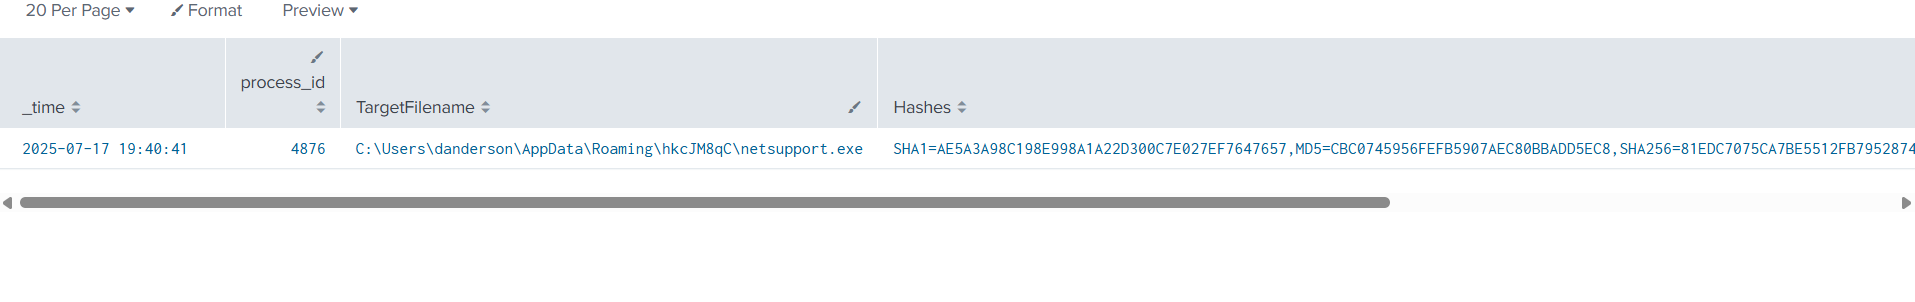 20 Per Page Format Preview
process_id
_time TargetFilename Hashes
2025-07-17 19:40:41 4876 C:\Users\danderson\AppData\Roaming\hkcJM8qC\netsupport.exe SHA1=AE5A3A98C198E998A1A22D300C7E027EF7647657,MD5=CBC0745956FEFB5907AEC80BBADD5EC8,SHA256=81EDC7075CA7BE5512FB7952874